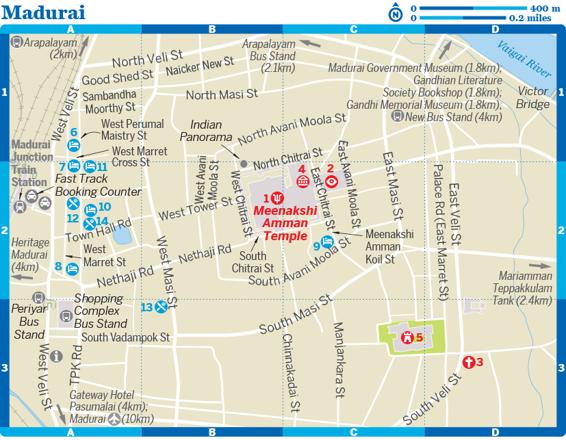 Madurai
N
0 400 m
0 0.2 miles
A
B
C
D
Arapalayam
(2km)
North Veli St
Good Shed St
Naicker New St
Arapalayam
Bus Stand
(2.1km)
Vaigai River
Madurai Government Museum (1.8km);
Gandhian Literature
Society Bookshop (1.8km);
Gandhi Memorial Museum (1.8km);
New Bus Stand (4km)
Victor
Bridge
1
1
West Veli St
Sambandha
Moorthy St
North Masi St
6
West Perumal
Maistry St
Indian
Panorama
North Avani Moola St
West Marret
Cross St
Madurai
Junction
Train
Station
7
11
Fast Track
Booking Counter
North Chitrai St
4
2
West Avani
Moola St
West Chitrai St
East Chitrai St
East Avani Moola St
East Masi St
Palace Rd (East Marret St)
East Veli St
1
Meenakshi
Amman
Temple
2
2
12
10
14
West Tower St
Town Hall Rd
Heritage
Madurai
(4km)
West
Marret St
8
West Masi St
Nethaji Rd
Nethaji Rd
South
Chitrai St
9
Meenakshi
Amman
Koil St
South Avani Moola St
Mariamman
Teppakkulam
Tank (2.4km)
13
Periyar
Bus
Stand
Shopping
Complex
Bus Stand
South Masi St
South Vadampok St
5
3
3
3
West Veli St
TPK Rd
Chinnakadai St
Manjankara St
South Veli St
Gateway Hotel
Pasumalai (4km);
Madurai (10km)
A
B
C
D